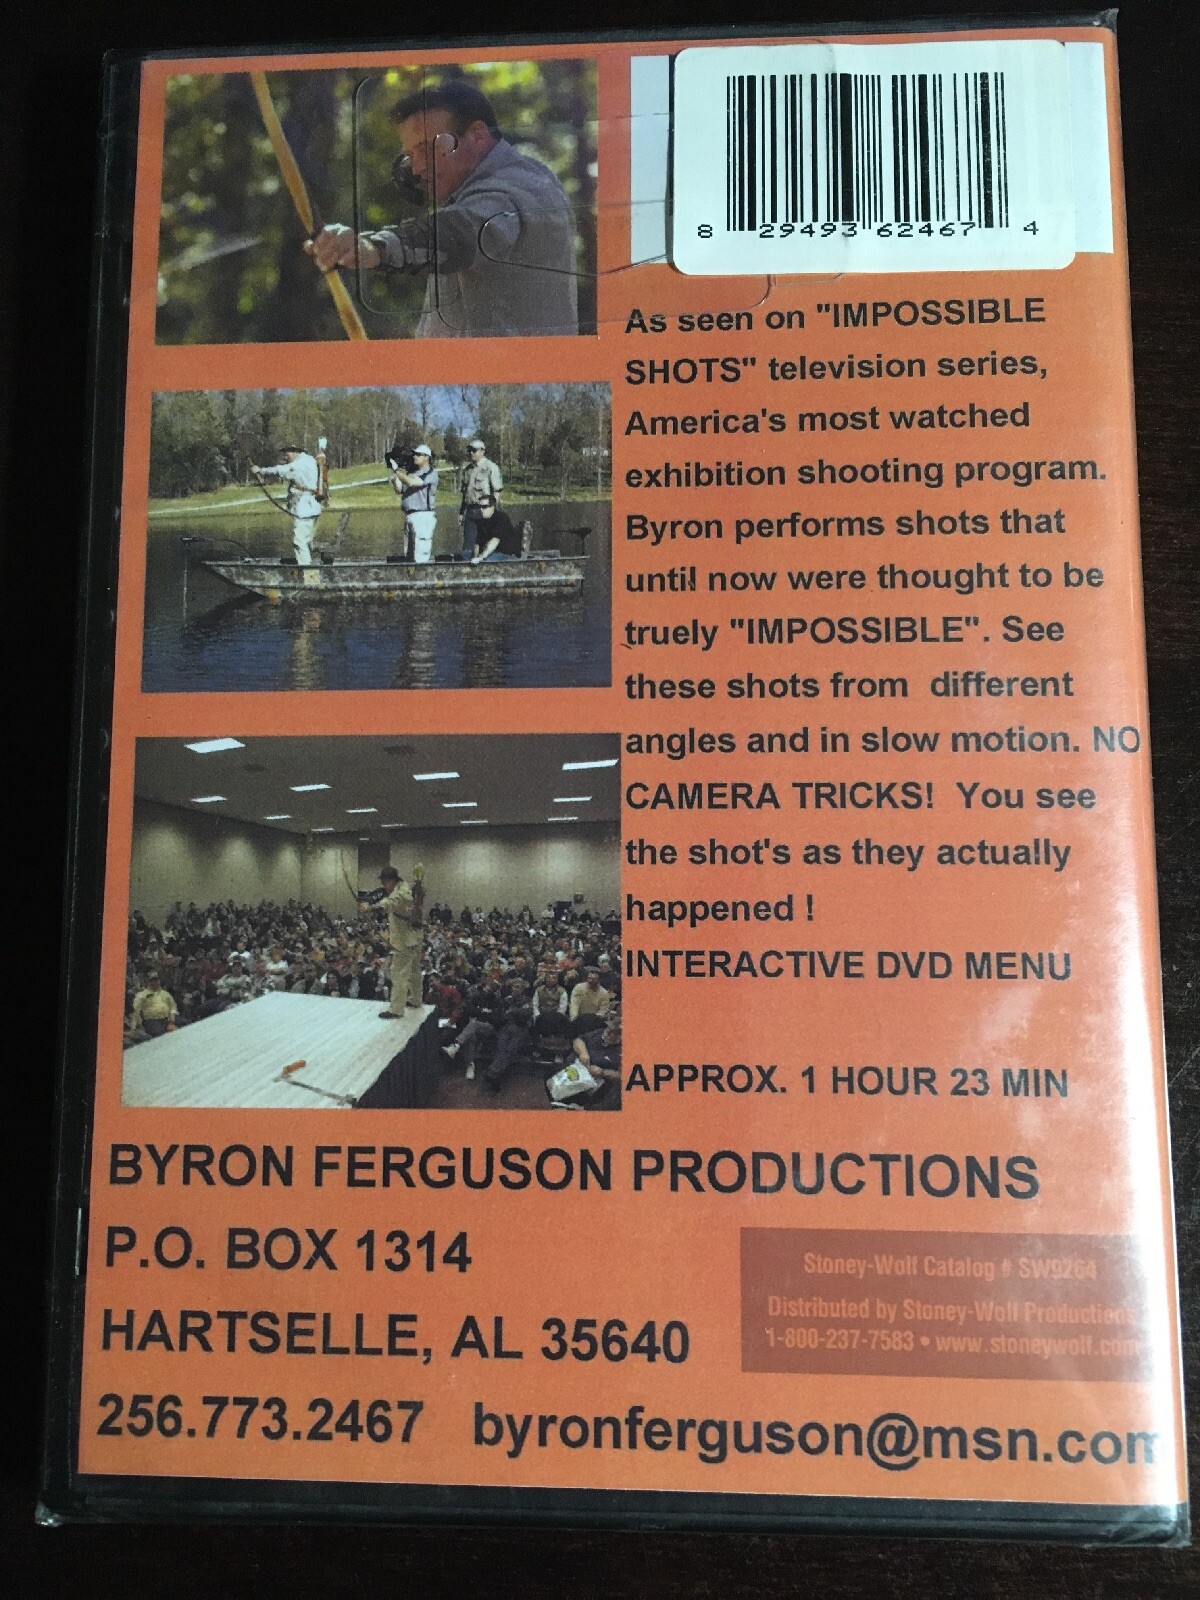 8 29493 62467 4
As seen on "IMPOSSIBLE
SHOTS" television series,
America's most watched
exhibition shooting program.
Byron performs shots that
until now were thought to be
truely "IMPOSSIBLE". See
these shots from different
angles and in slow motion. NO
CAMERA TRICKS! You see
the shot's as they actually
happened !
INTERACTIVE DVD MENU
APPROX. 1 HOUR 23 MIN
BYRON FERGUSON PRODUCTIONS
P.O. BOX 1314
HARTSELLE, AL 35640
256.773.2467 byronferguson@msn.com
Stoney-Wolf Catalog # SW9264
Distributed by Stoney-Wolf Productions
1-800-237-7583 • www.stoneywolf.com